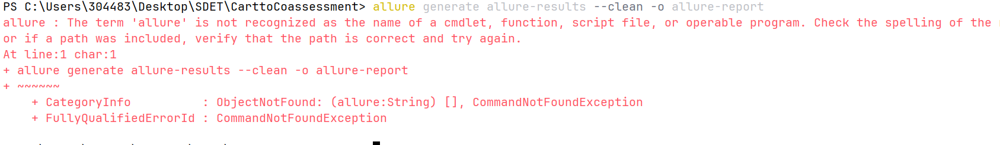 PS C:\Users\304483\Desktop\SDET\CarttoCoassessment> allure generate allure-results --clean -o allure-report
allure : The term 'allure' is not recognized as the name of a cmdlet, function, script file, or operable program. Check the spelling of the
or if a path was included, verify that the path is correct and try again.
At line:1 char:1
+ allure generate allure-results --clean -o allure-report
+ ~~~~~~
    + CategoryInfo          : ObjectNotFound: (allure:String) [], CommandNotFoundException
    + FullyQualifiedErrorId : CommandNotFoundException